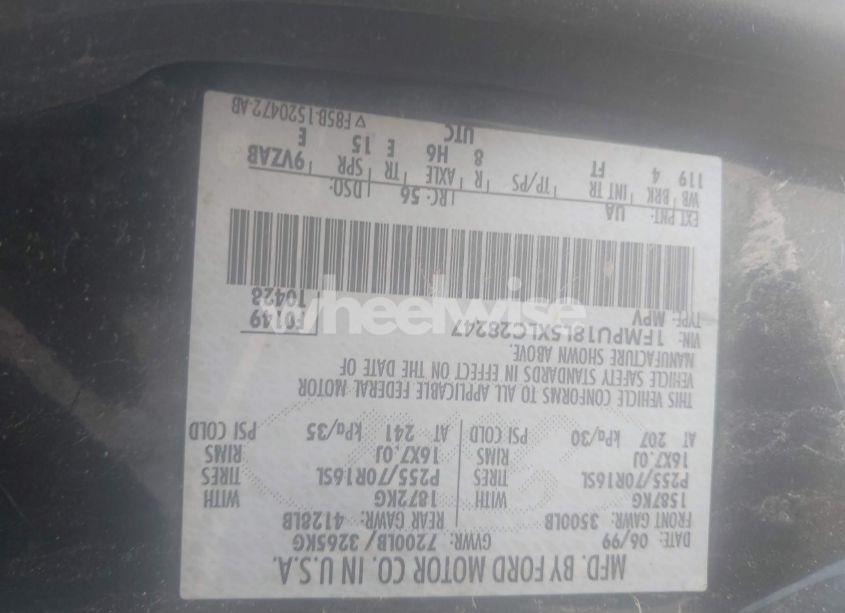 MFD. BY FORD MOTOR CO. IN U.S.A.
DATE: 06/99 GVWR: 7200LB/ 3265KG
FRONT GAWR: 3500LB REAR GAWR: 4128LB
1587KG WITH 1872KG WITH
P255/70R16SL TIRES P255/70R16SL TIRES
16X7.0J RIMS 16X7.0J RIMS
AT 207 kPa/30 PSI COLD AT 241 kPa/35 PSI COLD
THIS VEHICLE CONFORMS TO ALL APPLICABLE FEDERAL MOTOR
VEHICLE SAFETY STANDARDS IN EFFECT ON THE DATE OF
MANUFACTURE SHOWN ABOVE.
VIN: 1FMPU18L5XLC28247 F0149
TYPE: MPV T0428
EXT PNT: UA RC: 56 DSO:
WB BRK INT TR TP/PS R AXLE TR SPR 9VZAB
119 4 FT 8 H6 E 15 E
UTC
▽ F85B-1520472-AB
wheelwise